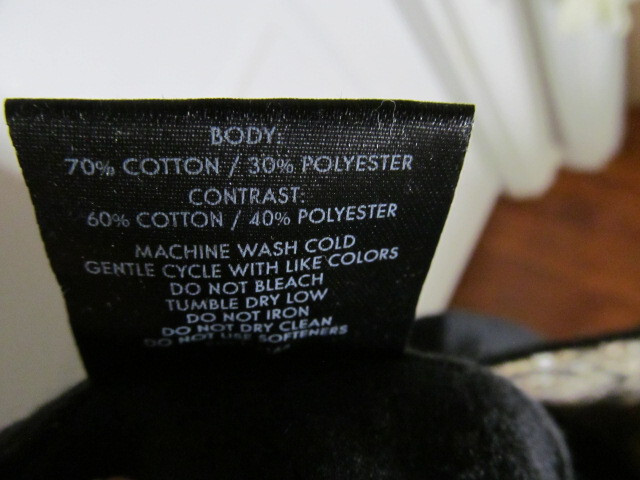 BODY:
70% COTTON / 30% POLYESTER
CONTRAST:
60% COTTON / 40% POLYESTER
MACHINE WASH COLD
GENTLE CYCLE WITH LIKE COLORS
DO NOT BLEACH
TUMBLE DRY LOW
DO NOT IRON
DO NOT DRY CLEAN
DO NOT USE SOFTENERS